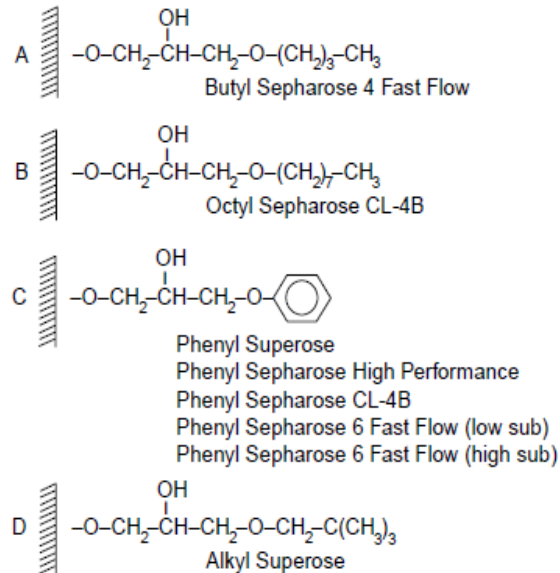 OH
A –O–CH₂–CH–CH₂–O–(CH₂)₃–CH₃
Butyl Sepharose 4 Fast Flow
OH
B –O–CH₂–CH–CH₂–O–(CH₂)₇–CH₃
Octyl Sepharose CL-4B
OH
C –O–CH₂–CH–CH₂–O–
Phenyl Superose
Phenyl Sepharose High Performance
Phenyl Sepharose CL-4B
Phenyl Sepharose 6 Fast Flow (low sub)
Phenyl Sepharose 6 Fast Flow (high sub)
OH
D –O–CH₂–CH–CH₂–O–CH₂–C(CH₃)₃
Alkyl Superose